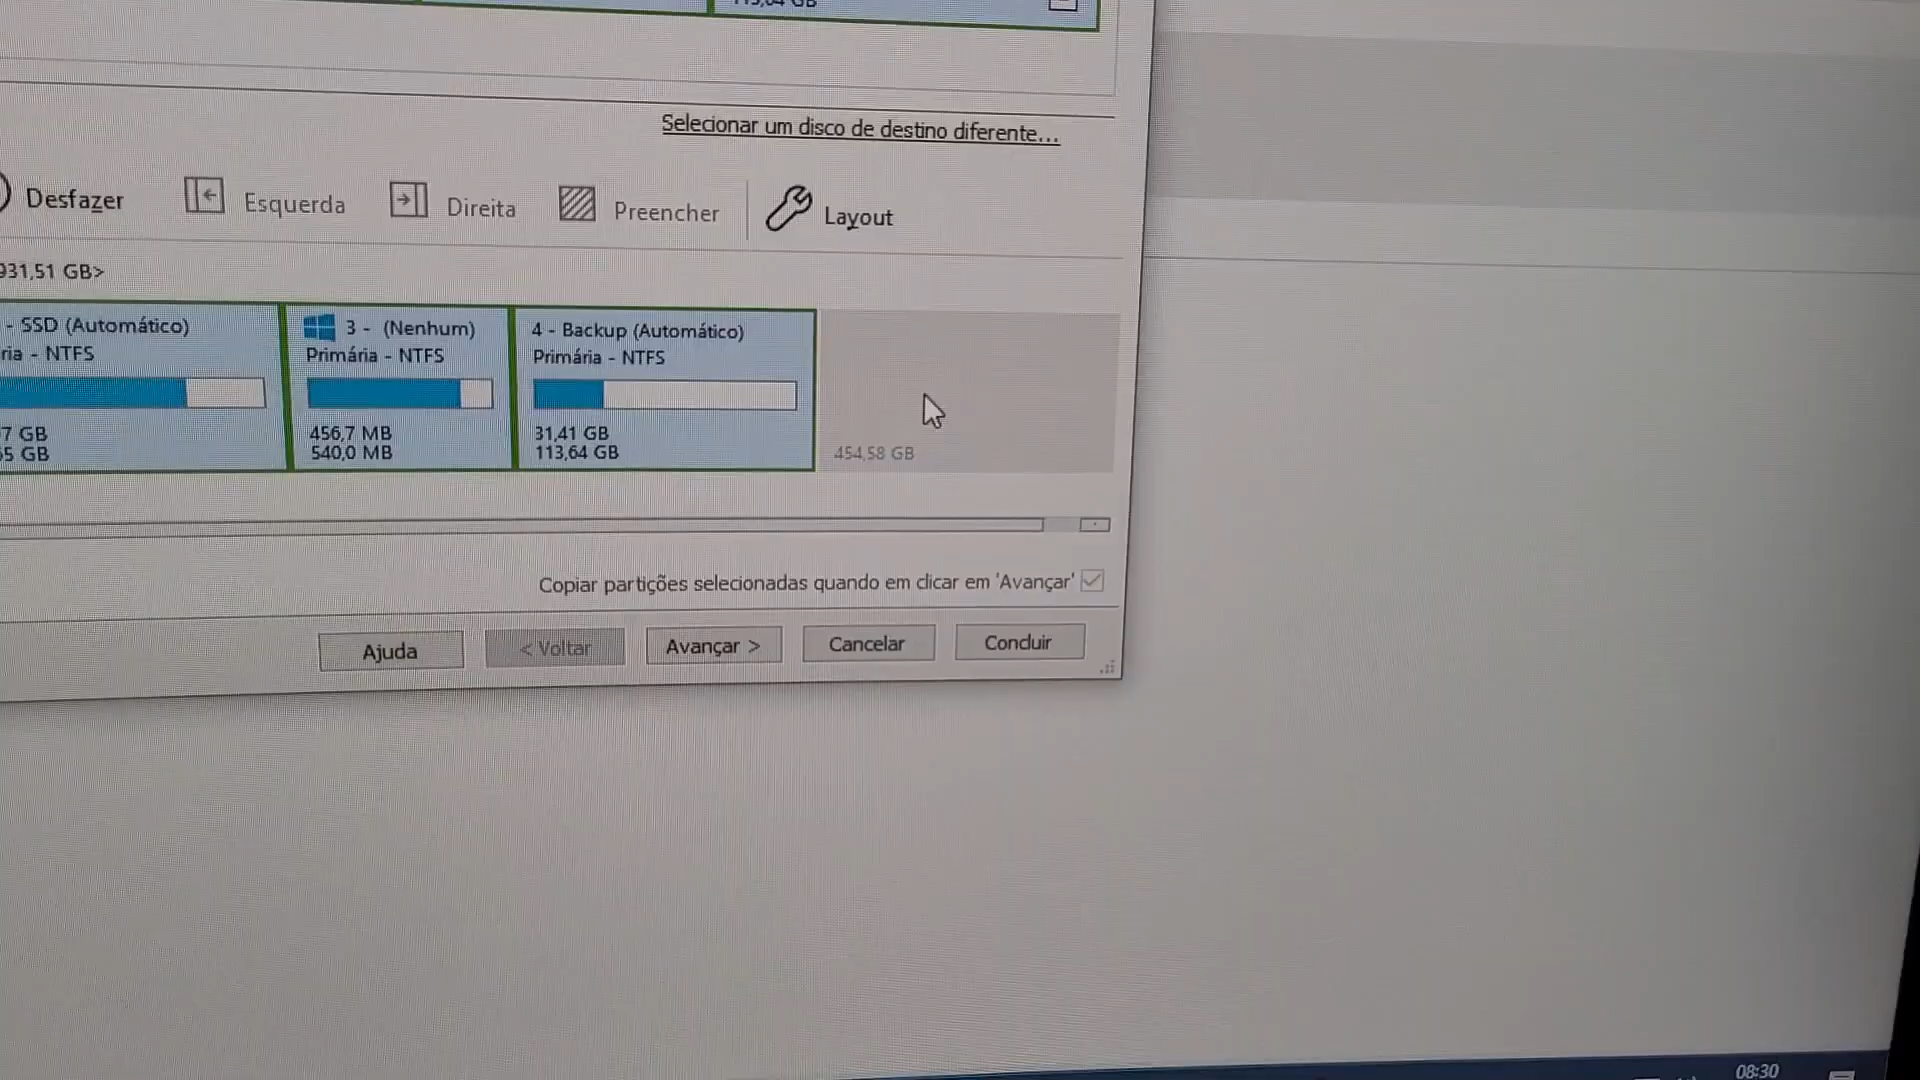 Selecionar um disco de destino diferente...
Desfazer
Esquerda
Direita
Preencher
Layout
931,51 GB>
- SSD (Automático)
ria - NTFS
7 GB
5 GB
3 - (Nenhum)
Primária - NTFS
456,7 MB
540,0 MB
4 - Backup (Automático)
Primária - NTFS
31,41 GB
113,64 GB
454,58 GB
Copiar partições selecionadas quando em clicar em 'Avançar'
Ajuda
< Voltar
Avançar >
Cancelar
Concluir
08:30